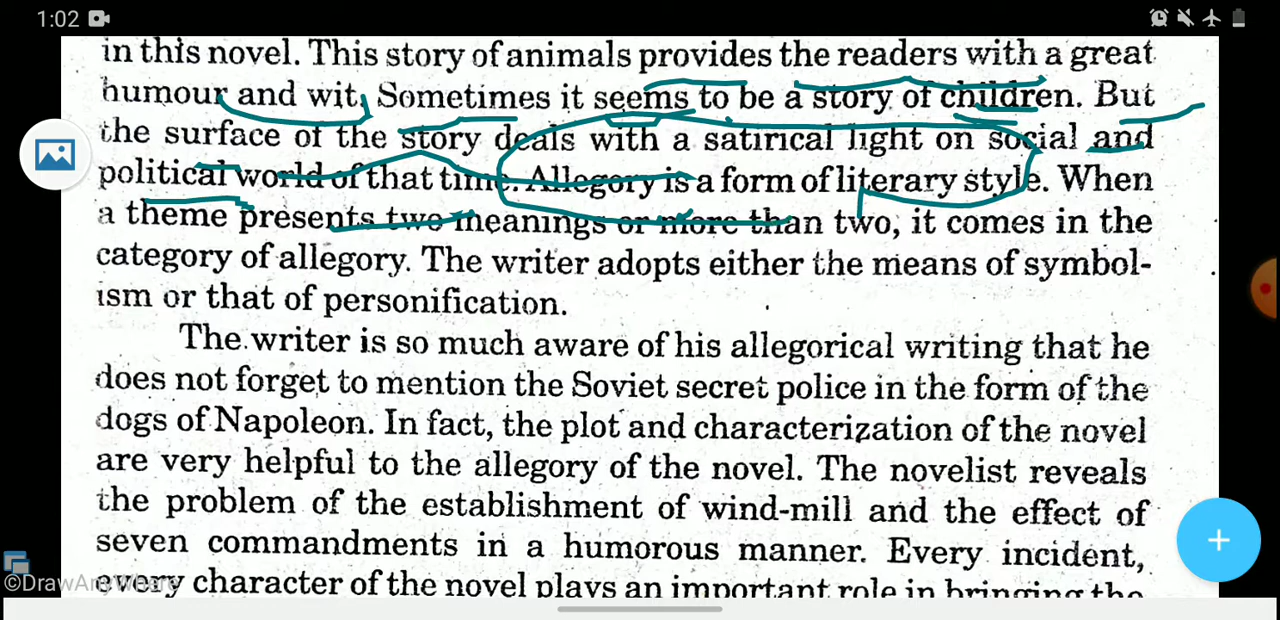 1:02
in this novel. This story of animals provides the readers with a great
humour and wit. Sometimes it seems to be a story of children. But
the surface of the story deals with a satirical light on social and
political world of that time. Allegory is a form of literary style. When
a theme presents two meanings or more than two, it comes in the
category of allegory. The writer adopts either the means of symbol-
ism or that of personification.
The writer is so much aware of his allegorical writing that he
does not forget to mention the Soviet secret police in the form of the
dogs of Napoleon. In fact, the plot and characterization of the novel
are very helpful to the allegory of the novel. The novelist reveals
the problem of the establishment of wind-mill and the effect of
seven commandments in a humorous manner. Every incident,
every character of the novel plays an important role in bringing the
©DrawAnyWhere